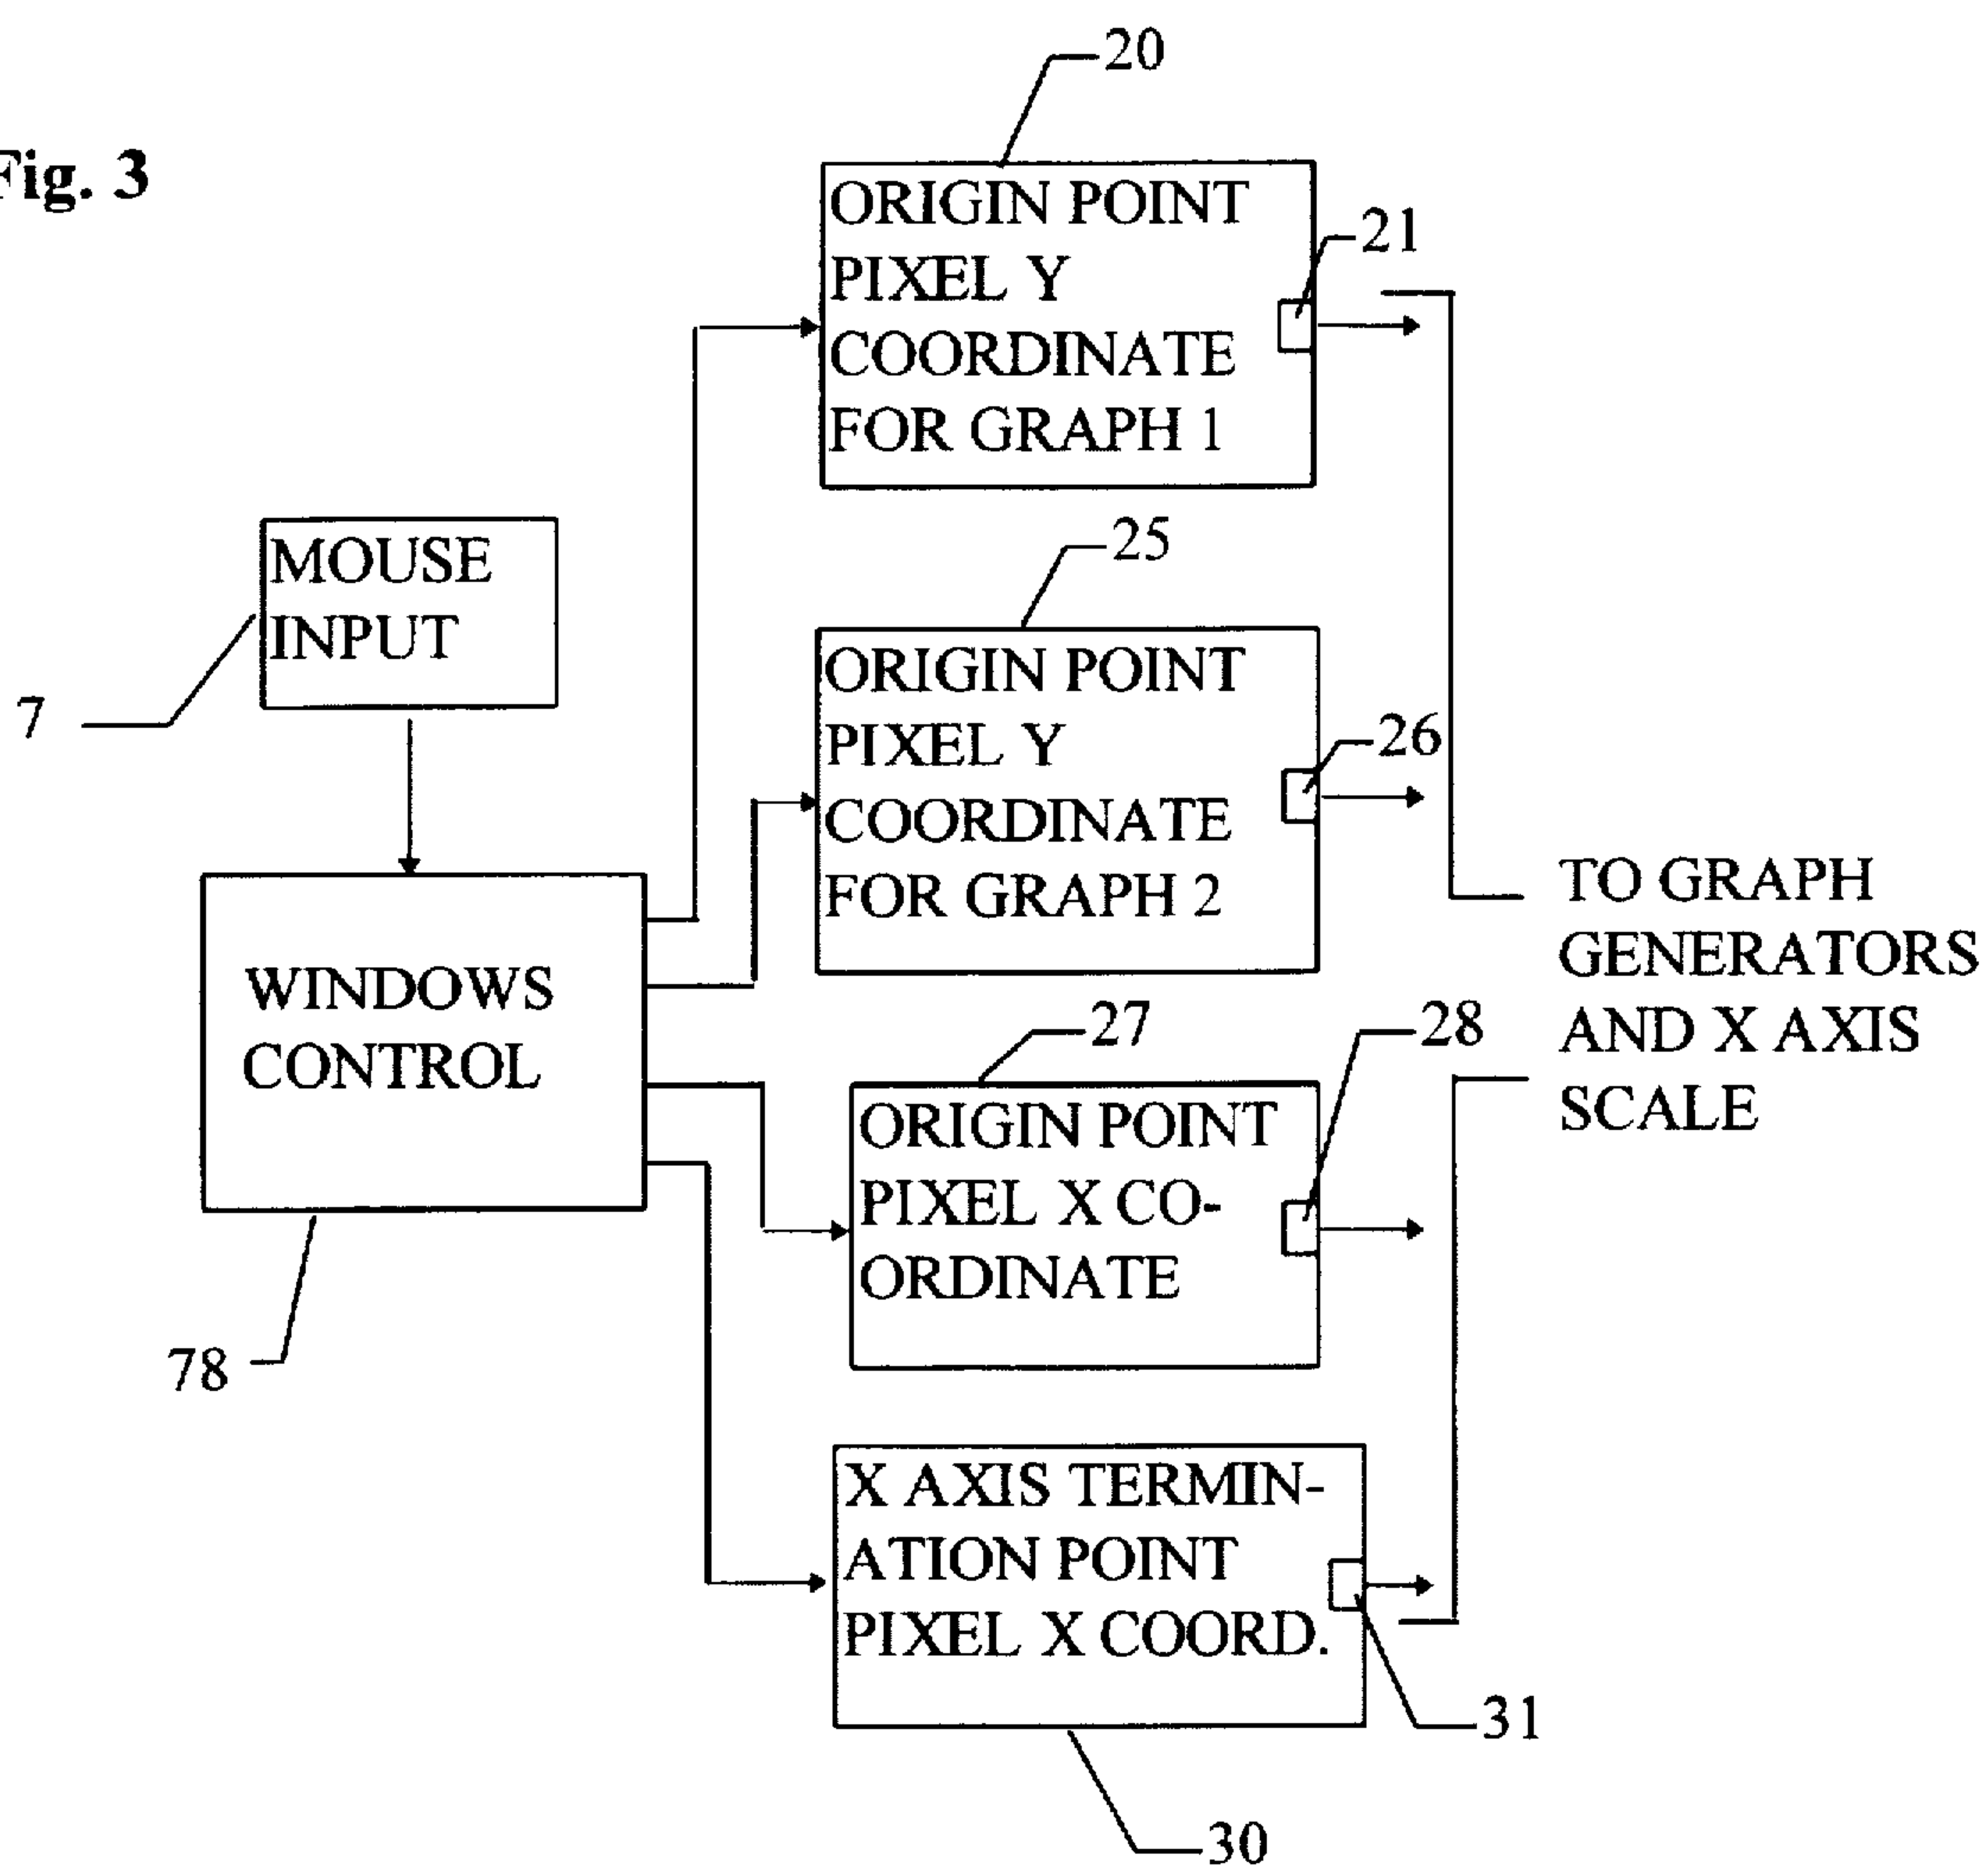 Fig. 3
20
ORIGIN POINT
PIXEL Y
COORDINATE
FOR GRAPH 1
21
MOUSE
INPUT
7
25
ORIGIN POINT
PIXEL Y
COORDINATE
FOR GRAPH 2
26
TO GRAPH
GENERATORS
AND X AXIS
SCALE
WINDOWS
CONTROL
78
27
28
ORIGIN POINT
PIXEL X CO-
ORDINATE
X AXIS TERMIN-
ATION POINT
PIXEL X COORD.
31
30